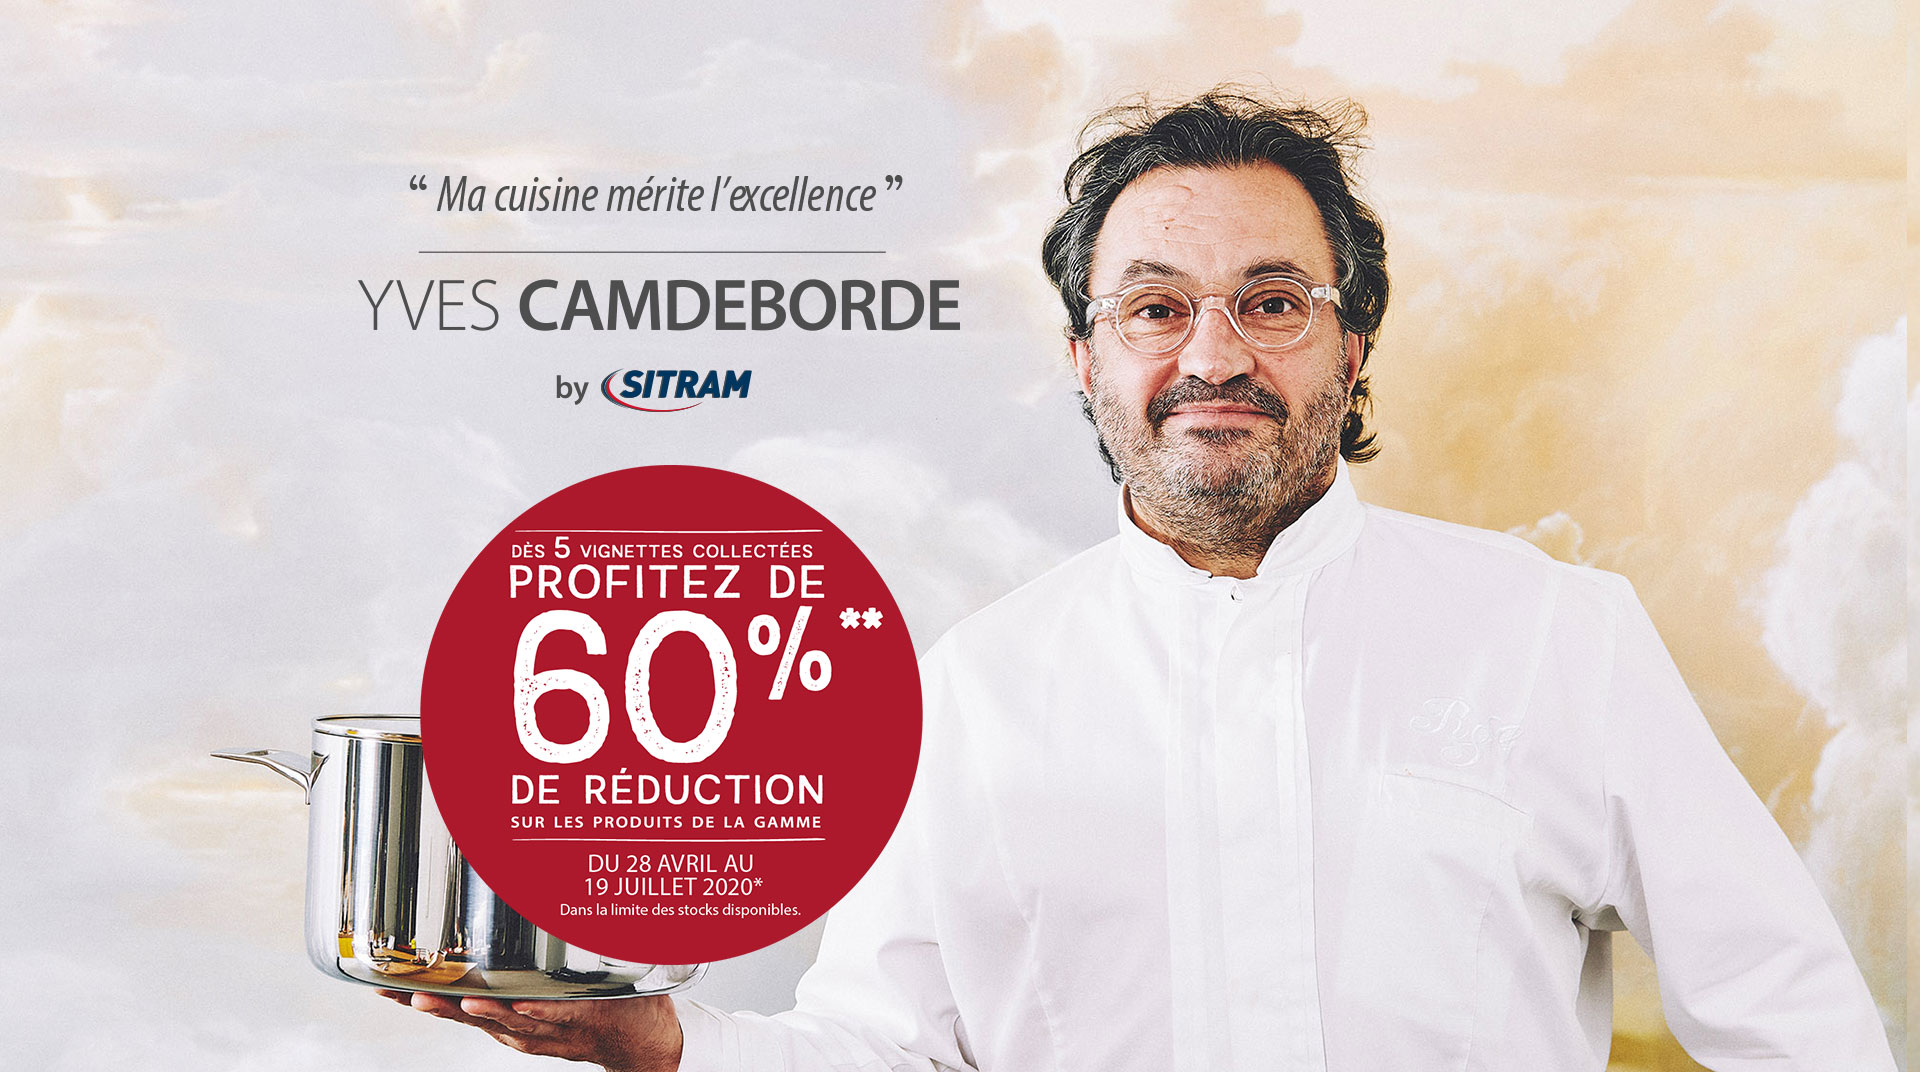 “ Ma cuisine mérite l’excellence ”
YVES CAMDEBORDE
by SITRAM
DÈS 5 VIGNETTES COLLECTÉES
PROFITEZ DE
60%**
DE RÉDUCTION
SUR LES PRODUITS DE LA GAMME
DU 28 AVRIL AU
19 JUILLET 2020*
Dans la limite des stocks disponibles.